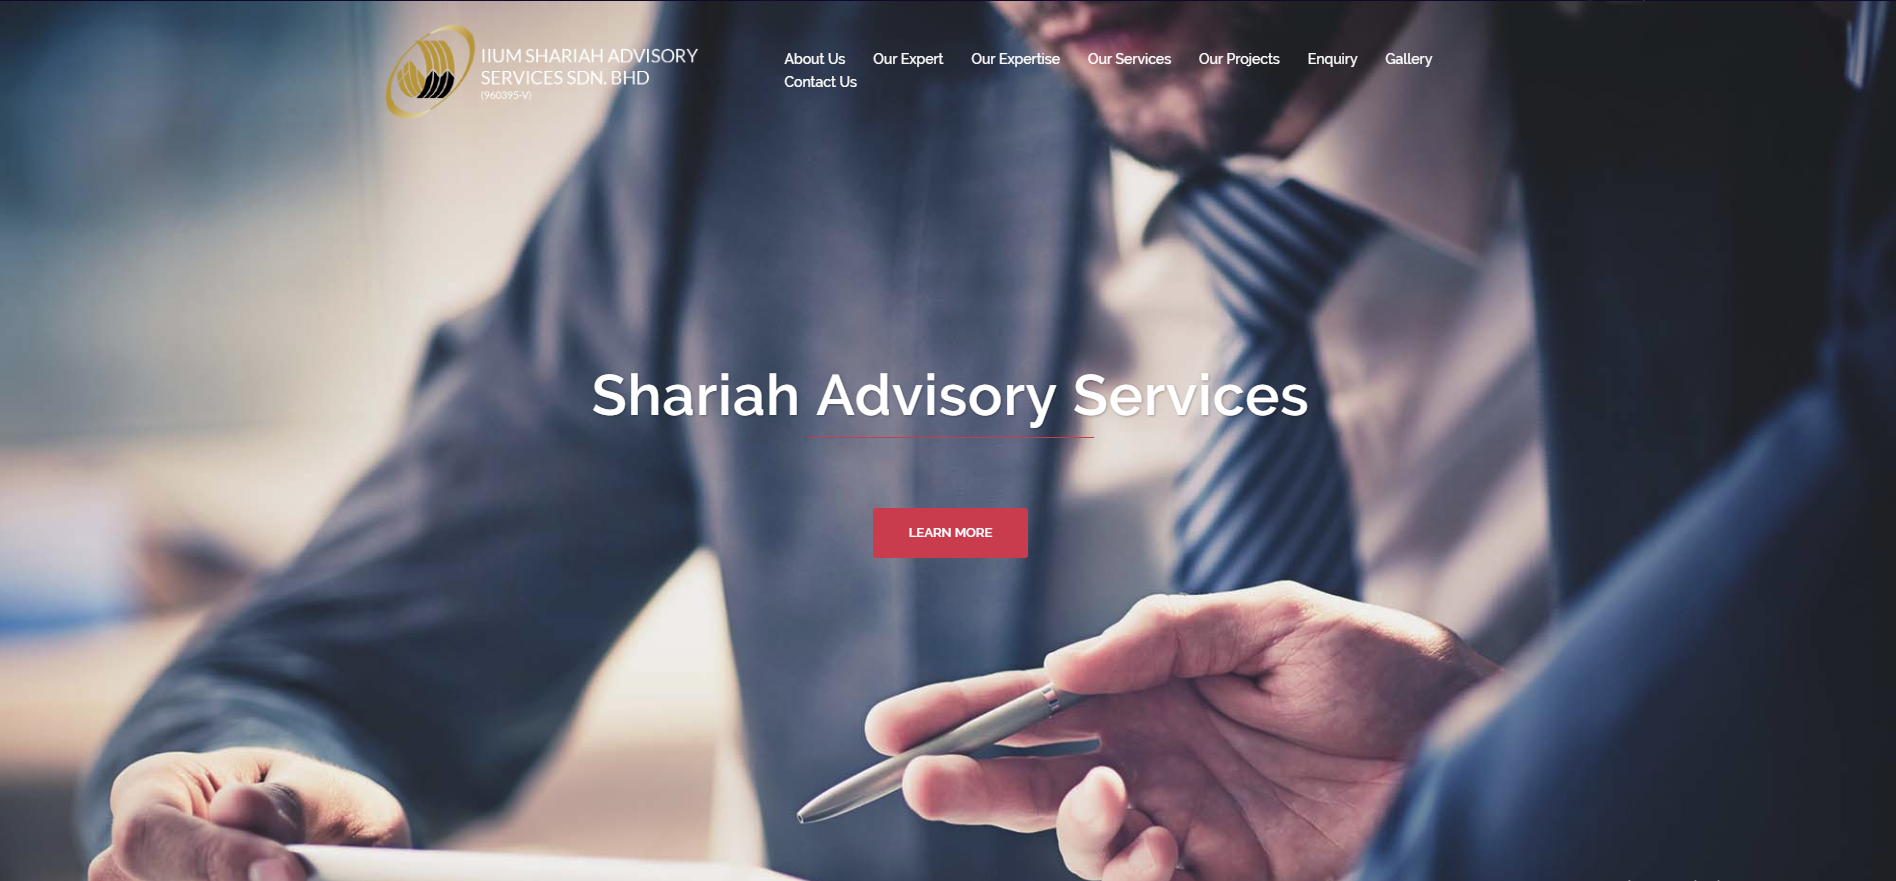 IIUM SHARIAH ADVISORY
SERVICES SDN. BHD
(960395-V)
About Us Our Expert Our Expertise Our Services Our Projects Enquiry Gallery
Contact Us
Shariah Advisory Services
LEARN MORE